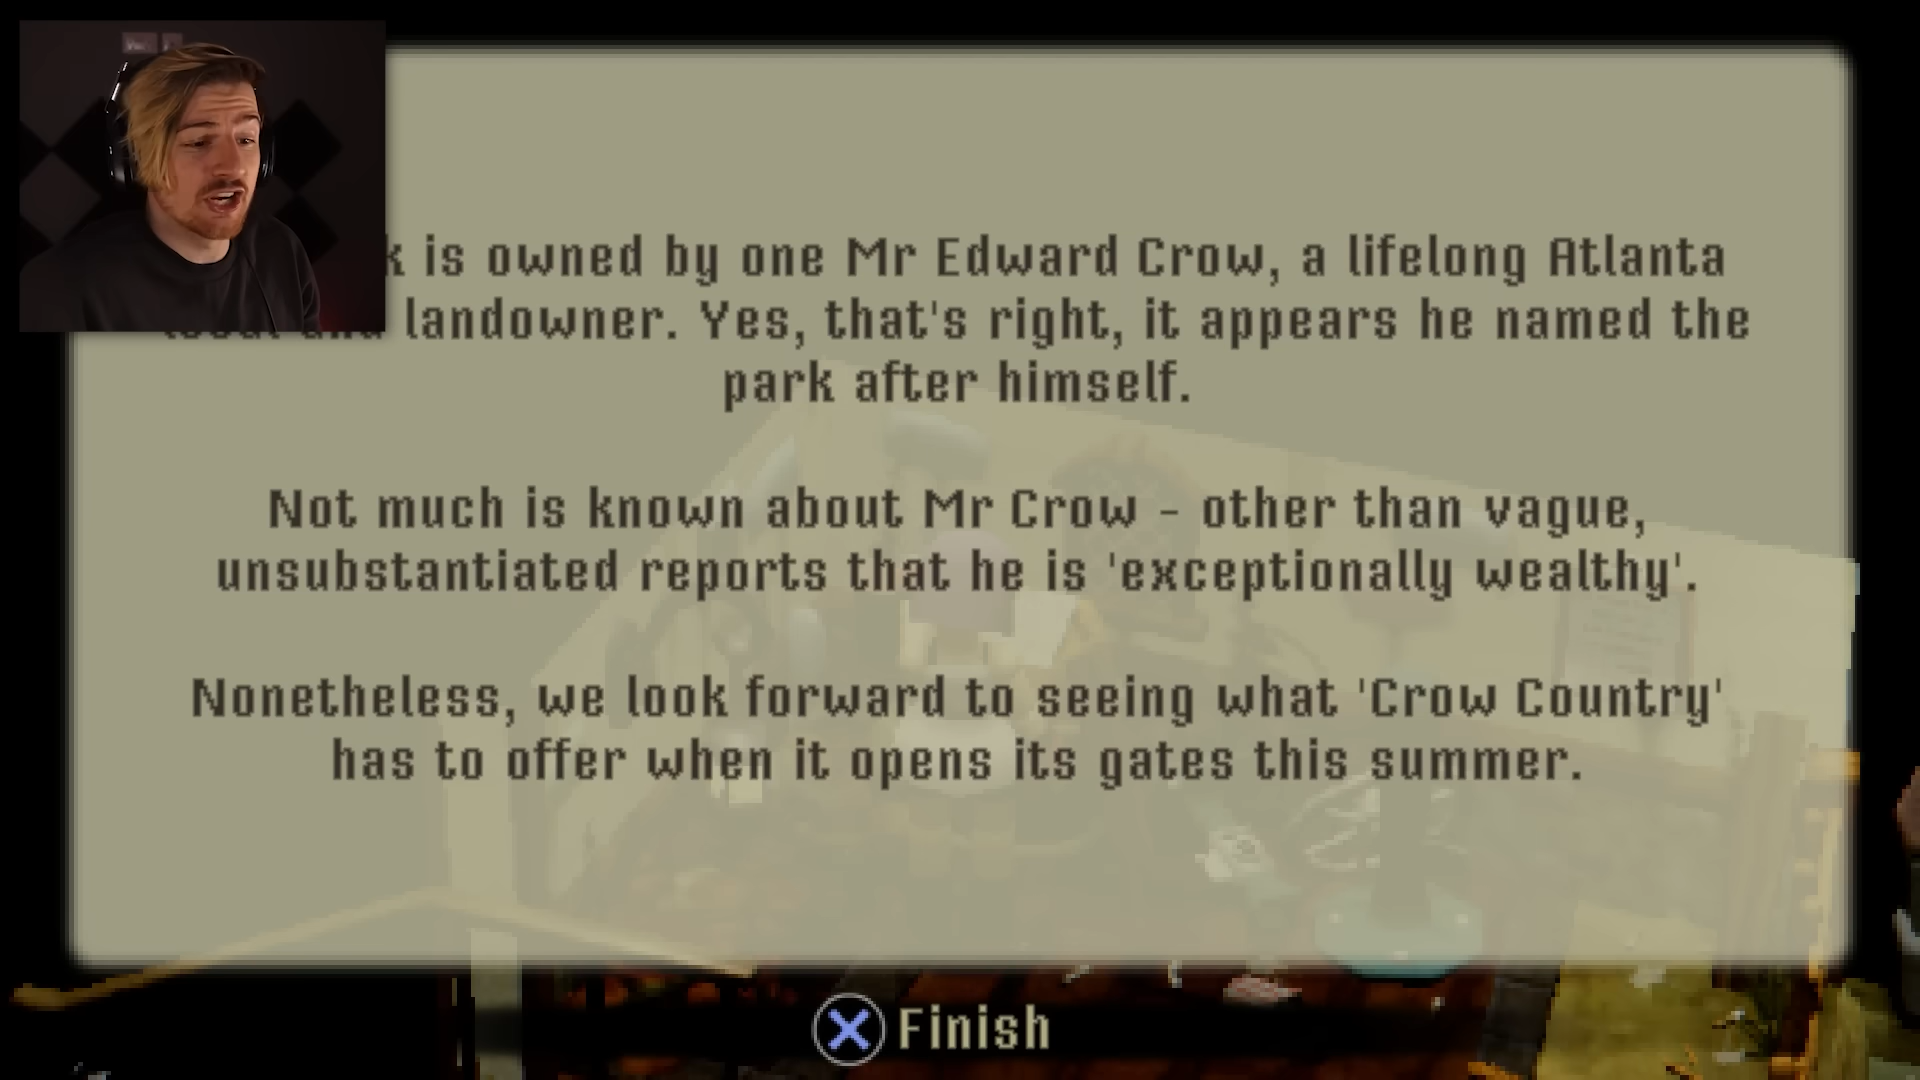 is owned by one Mr Edward Crow, a lifelong Atlanta
landowner. Yes, that's right, it appears he named the
park after himself.
Not much is known about Mr Crow - other than vague,
unsubstantiated reports that he is 'exceptionally wealthy'.
Nonetheless, we look forward to seeing what 'Crow Country'
has to offer when it opens its gates this summer.
Finish